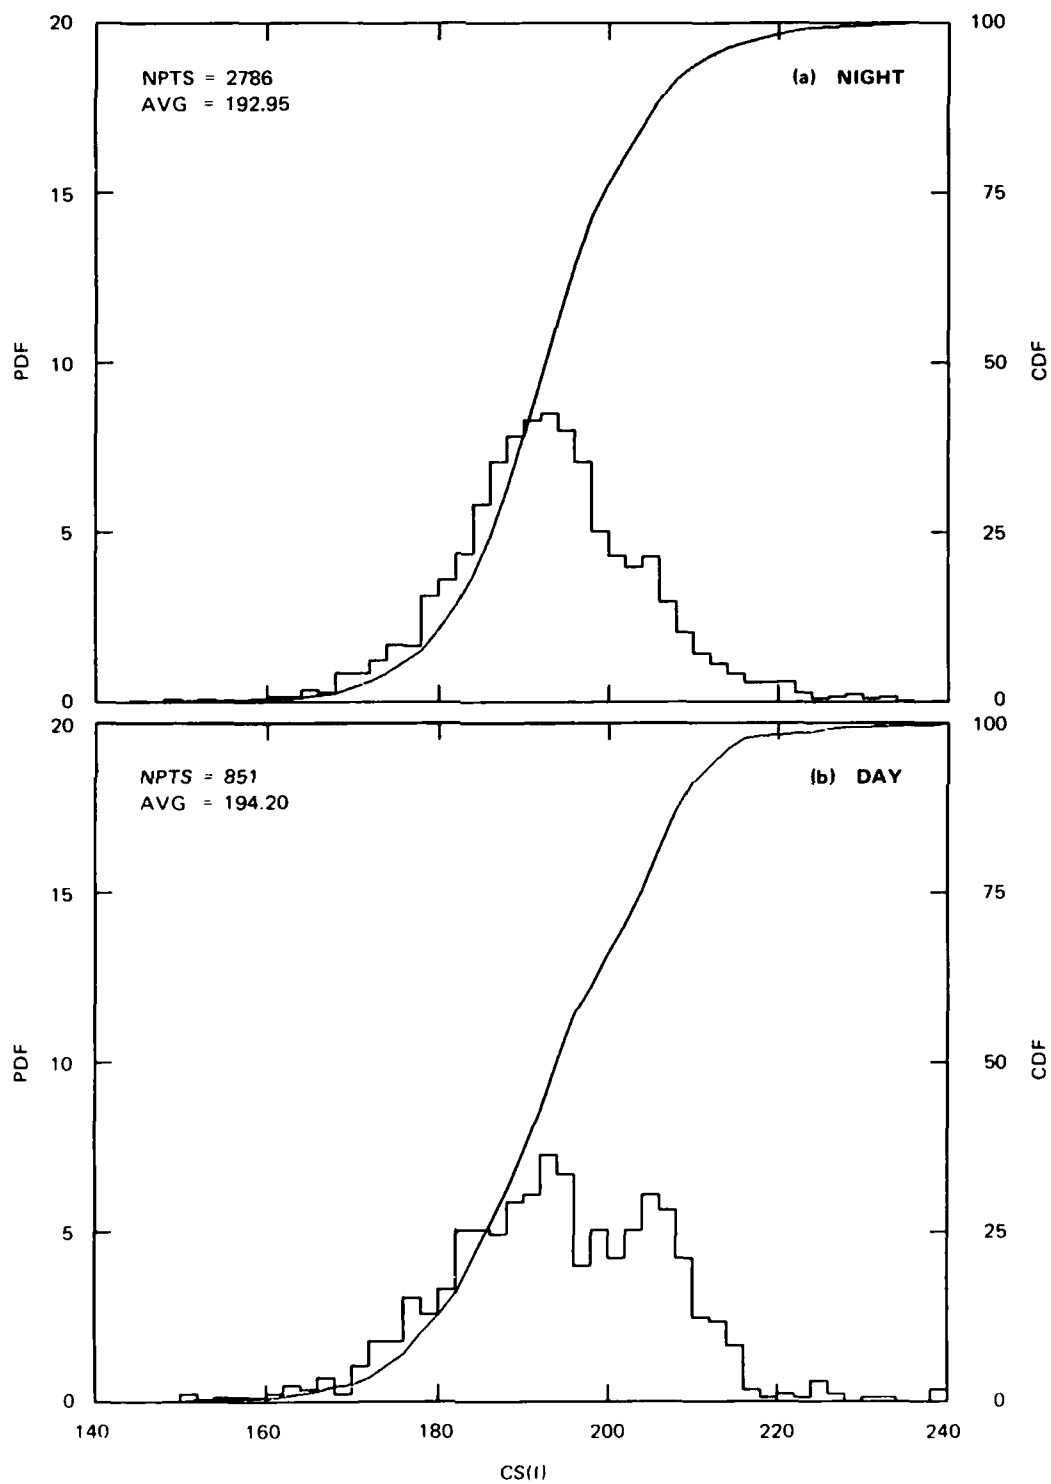 20
100
NPTS = 2786
AVG = 192.95
(a) NIGHT
15
75
10
50
PDF
CDF
5
25
0
0
20
100
NPTS = 851
AVG = 194.20
(b) DAY
15
75
10
50
PDF
CDF
5
25
0
0
140 160 180 200 220 240
CS(I)